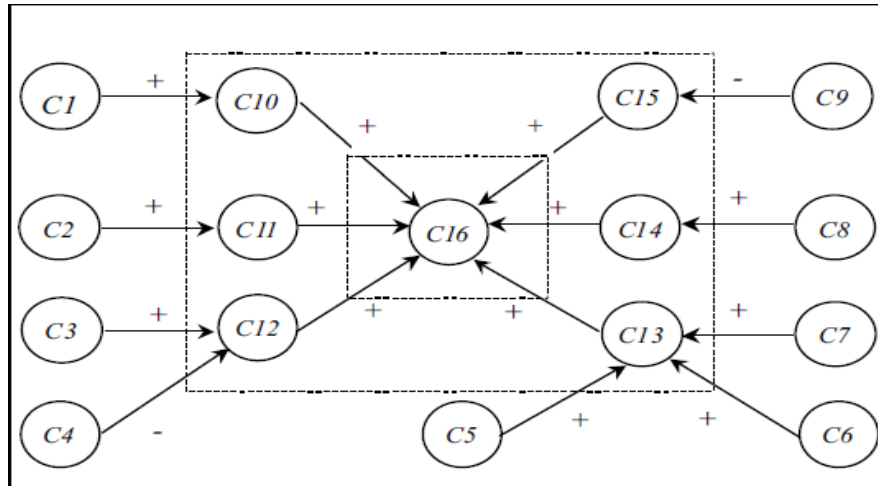 C1 + C10 + + C15 - C9
C2 + C11 + C16 + C14 + C8
C3 + C12 + + C13 + C7
C4 - C5 + + C6